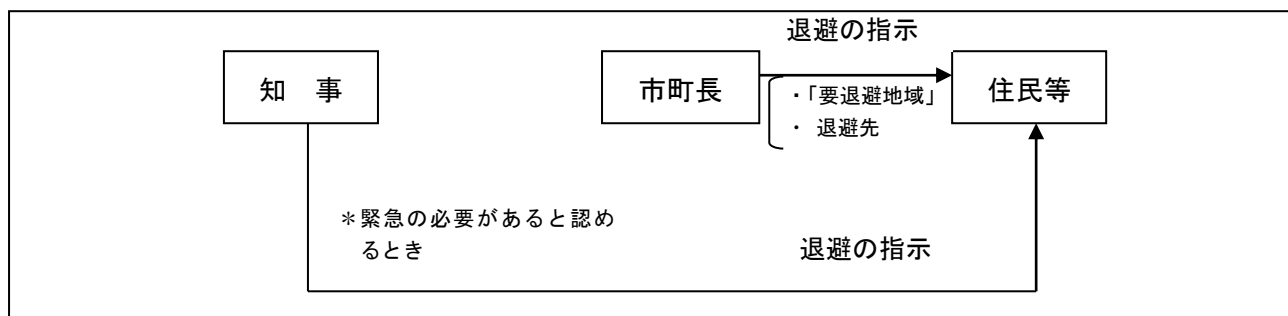 退避の指示
知　事
市町長
・「要退避地域」
・ 退避先
住民等
＊緊急の必要があると認め
るとき
退避の指示